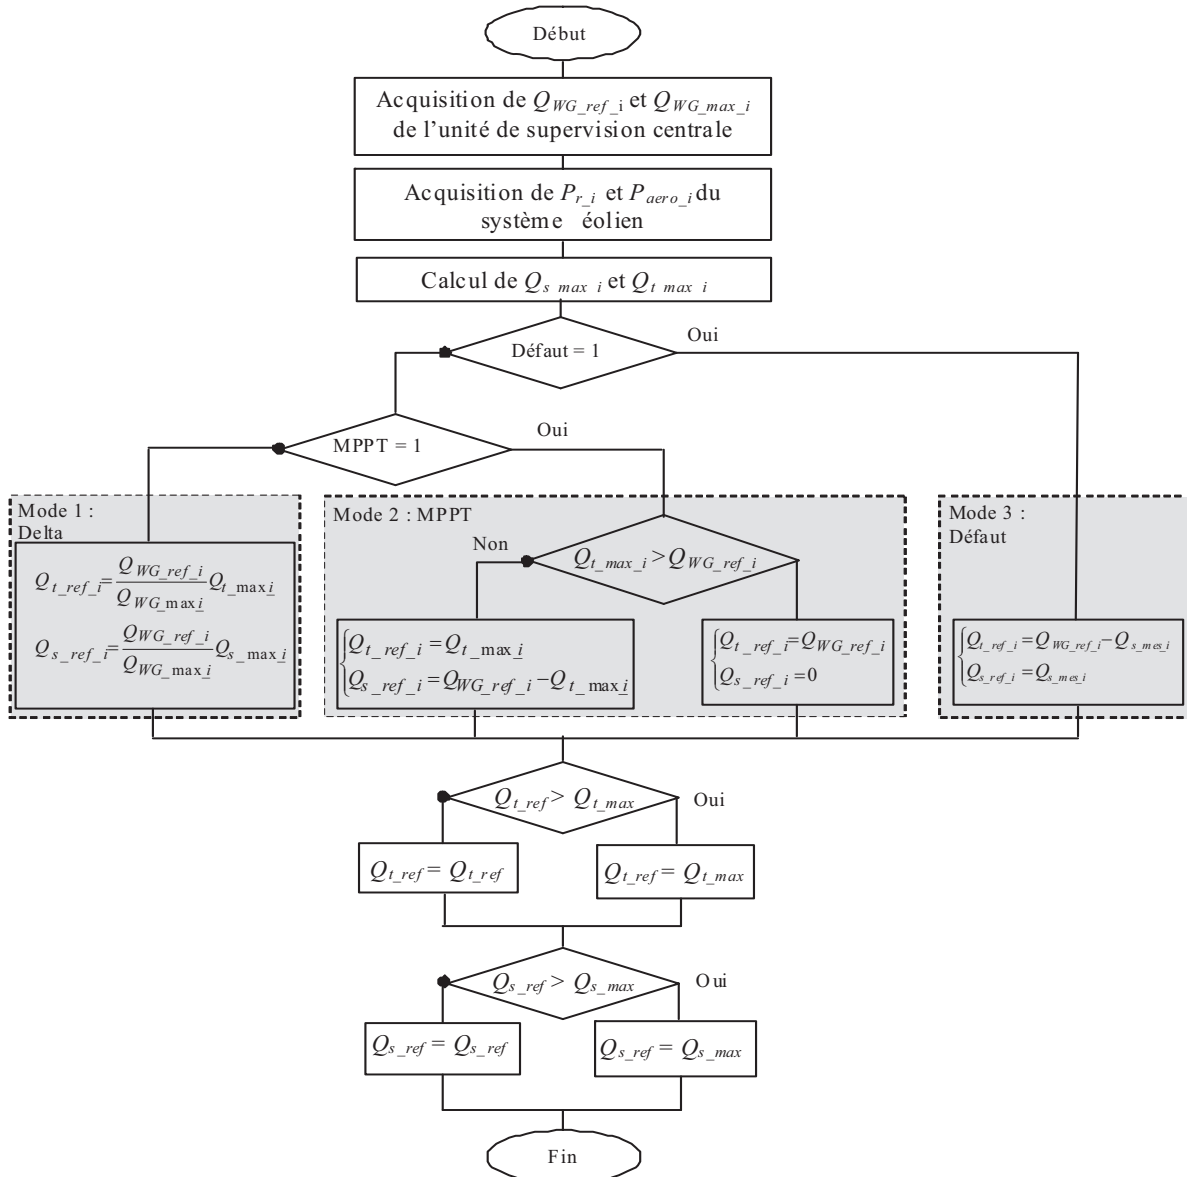 Début
Acquisition de Q_WG_ref_i et Q_WG_max_i
de l'unité de supervision centrale
Acquisition de P_r_i et P_aero_i du
système éolien
Calcul de Q_s max i et Q_t max i
Défaut = 1
Oui
MPPT = 1
Oui
Mode 1 :
Delta
Q_t_ref_i = Q_WG_ref_i / Q_WG_max_i Q_t_max_i
Q_s_ref_i = Q_WG_ref_i / Q_WG_max_i Q_s_max_i
Mode 2 : MPPT
Non
Q_t_max_i > Q_WG_ref_i
{ Q_t_ref_i = Q_t_max_i
Q_s_ref_i = Q_WG_ref_i − Q_t_max_i
{ Q_t_ref_i = Q_WG_ref_i
Q_s_ref_i = 0
Mode 3 :
Défaut
{ Q_t_ref_i = Q_WG_ref_i − Q_s_mes_i
Q_s_ref_i = Q_s_mes_i
Q_t_ref > Q_t_max
Oui
Q_t_ref = Q_t_ref
Q_t_ref = Q_t_max
Q_s_ref > Q_s_max
Oui
Q_s_ref = Q_s_ref
Q_s_ref = Q_s_max
Fin